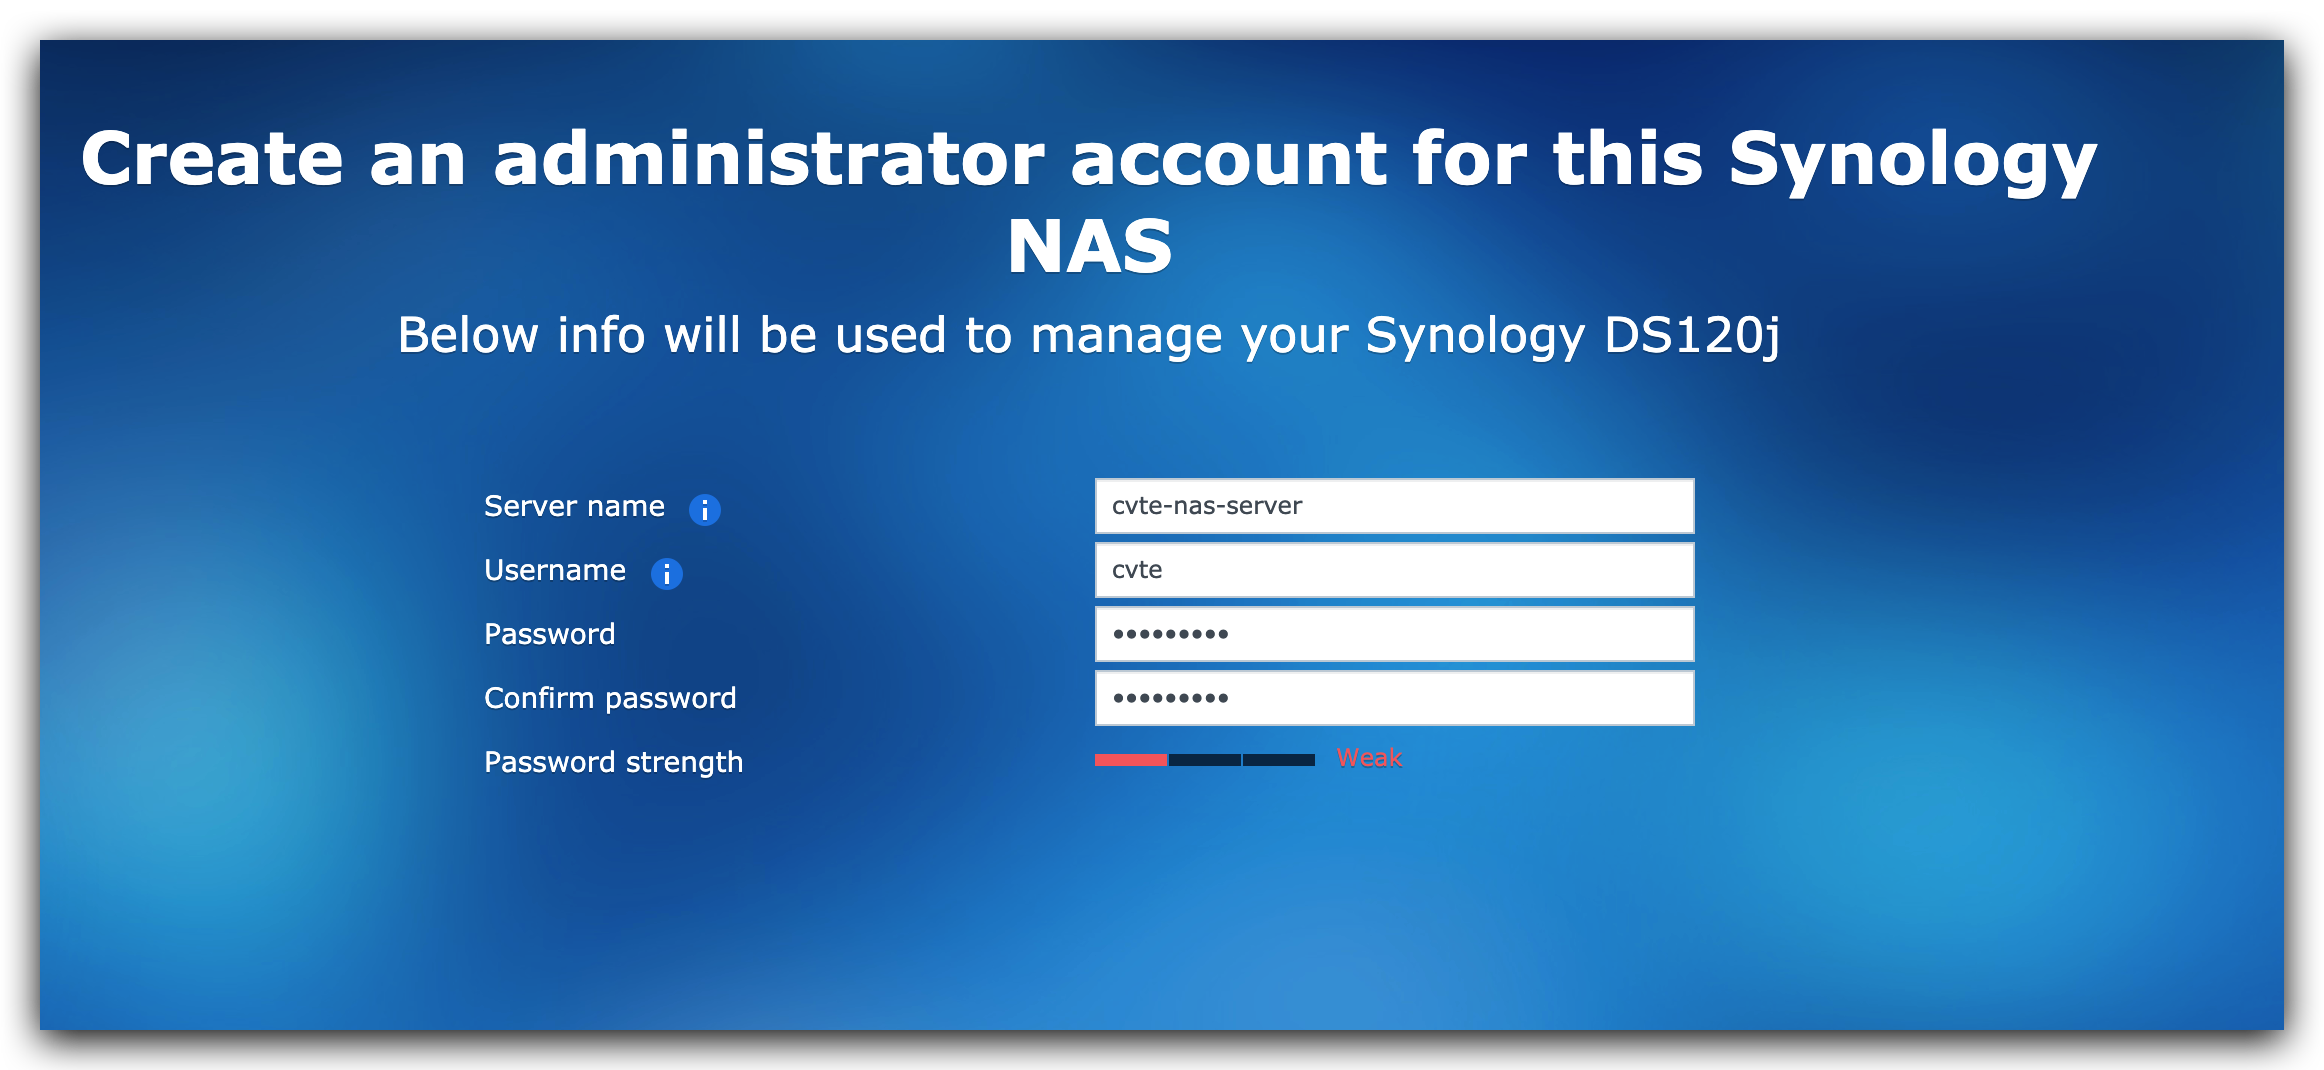 Create an administrator account for this Synology
NAS
Below info will be used to manage your Synology DS120j
Server name
cvte-nas-server
Username
cvte
Password
•••••••••
Confirm password
•••••••••
Password strength
Weak